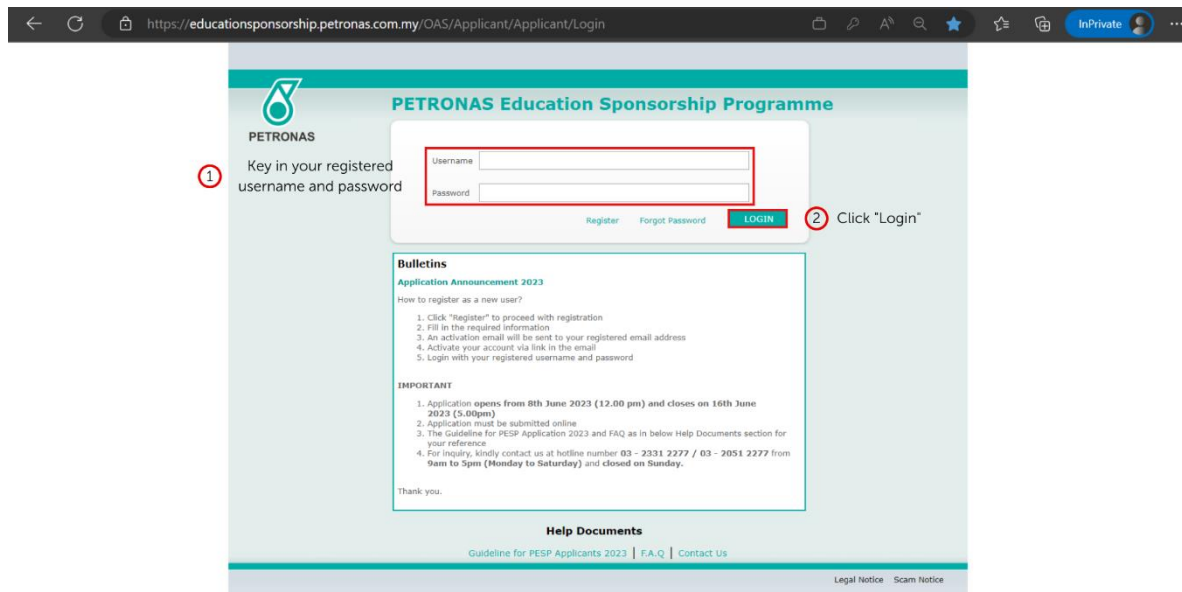 https://educationsponsorship.petronas.com.my/OAS/Applicant/Applicant/Login
InPrivate
PETRONAS Education Sponsorship Programme
PETRONAS
1
Key in your registered
username and password
Username
Password
Register Forgot Password LOGIN
2 Click "Login"
Bulletins
Application Announcement 2023
How to register as a new user?
1. Click "Register" to proceed with registration
2. Fill in the required information
3. An activation email will be sent to your registered email address
4. Activate your account via link in the email
5. Login with your registered username and password
IMPORTANT
1. Application opens from 8th June 2023 (12.00 pm) and closes on 16th June
2023 (5.00pm)
2. Application must be submitted online
3. The Guideline for PESP Application 2023 and FAQ as in below Help Documents section for
your reference
4. For inquiry, kindly contact us at hotline number 03 - 2331 2277 / 03 - 2051 2277 from
9am to 5pm (Monday to Saturday) and closed on Sunday.
Thank you.
Help Documents
Guideline for PESP Applicants 2023 | F.A.Q | Contact Us
Legal Notice Scam Notice